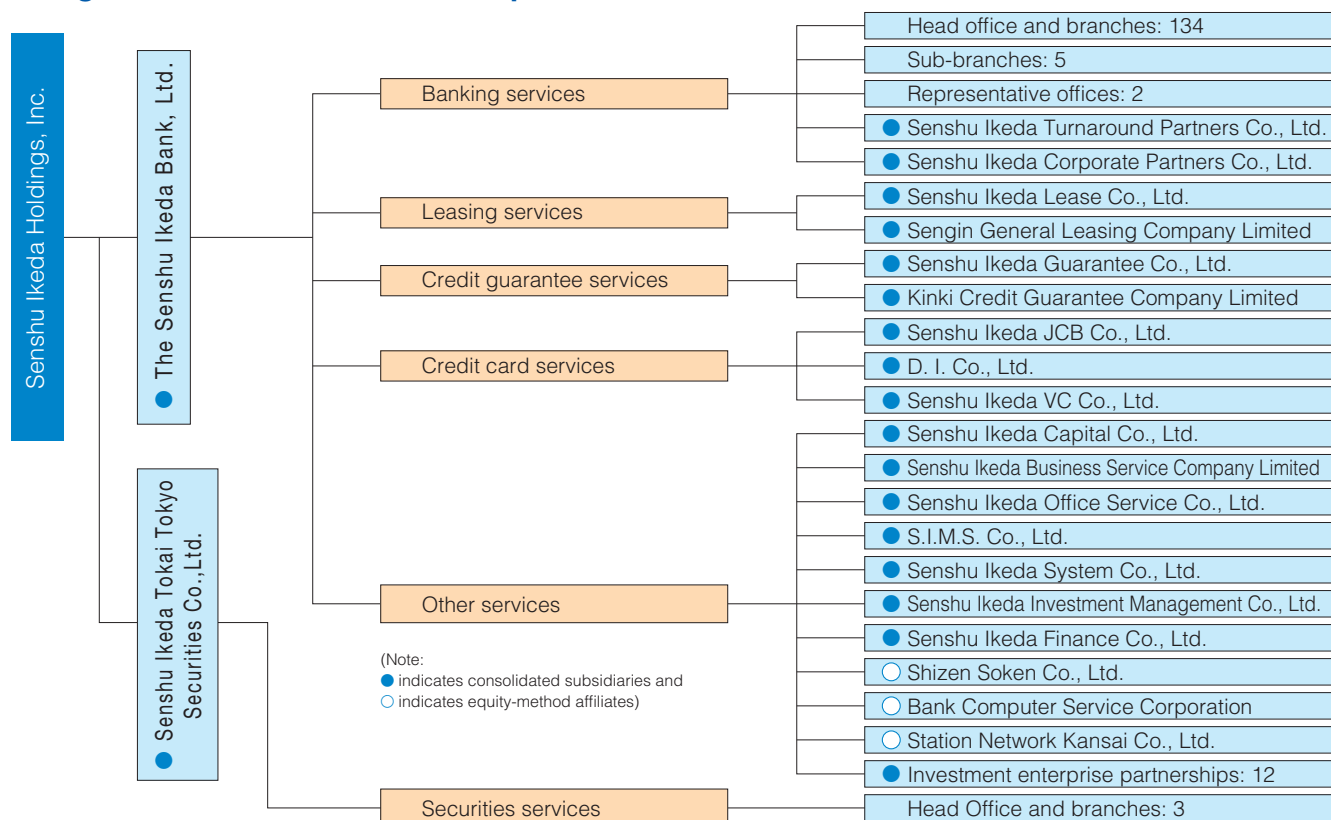 Senshu Ikeda Holdings, Inc.
● The Senshu Ikeda Bank, Ltd.
● Senshu Ikeda Tokai Tokyo
Securities Co.,Ltd.
Banking services
Head office and branches: 134
Sub-branches: 5
Representative offices: 2
● Senshu Ikeda Turnaround Partners Co., Ltd.
● Senshu Ikeda Corporate Partners Co., Ltd.
Leasing services
● Senshu Ikeda Lease Co., Ltd.
● Sengin General Leasing Company Limited
Credit guarantee services
● Senshu Ikeda Guarantee Co., Ltd.
● Kinki Credit Guarantee Company Limited
Credit card services
● Senshu Ikeda JCB Co., Ltd.
● D. I. Co., Ltd.
● Senshu Ikeda VC Co., Ltd.
Other services
● Senshu Ikeda Capital Co., Ltd.
● Senshu Ikeda Business Service Company Limited
● Senshu Ikeda Office Service Co., Ltd.
● S.I.M.S. Co., Ltd.
● Senshu Ikeda System Co., Ltd.
● Senshu Ikeda Investment Management Co., Ltd.
● Senshu Ikeda Finance Co., Ltd.
○ Shizen Soken Co., Ltd.
○ Bank Computer Service Corporation
○ Station Network Kansai Co., Ltd.
● Investment enterprise partnerships: 12
(Note:
● indicates consolidated subsidiaries and
○ indicates equity-method affiliates)
Securities services
Head Office and branches: 3